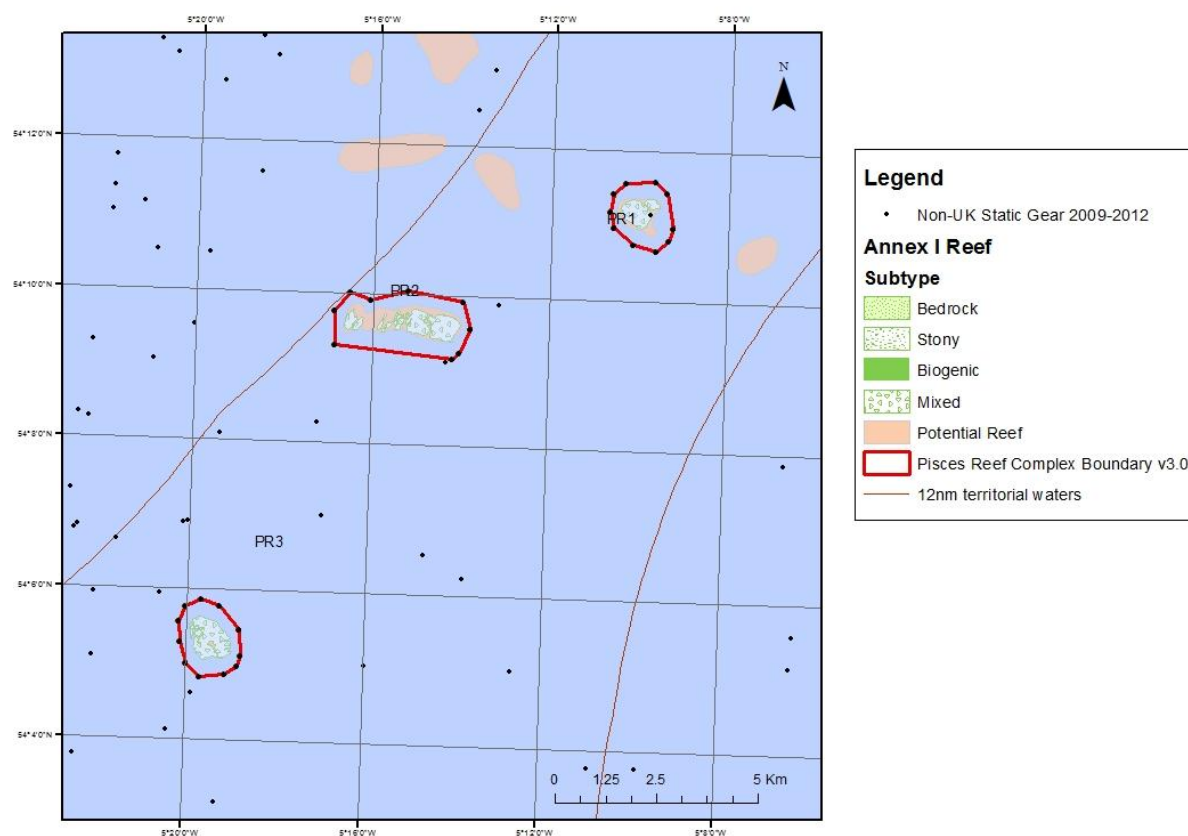 5°20'0"W 5°16'0"W 5°12'0"W 5°8'0"W
N
54°12'0"N
PR1
54°10'0"N
PR2
54°8'0"N
PR3
54°6'0"N
54°4'0"N
0 1.25 2.5 5 Km
5°20'0"W 5°16'0"W 5°12'0"W 5°8'0"W
Legend
Non-UK Static Gear 2009-2012
Annex I Reef
Subtype
Bedrock
Stony
Biogenic
Mixed
Potential Reef
Pisces Reef Complex Boundary v3.0
12nm territorial waters